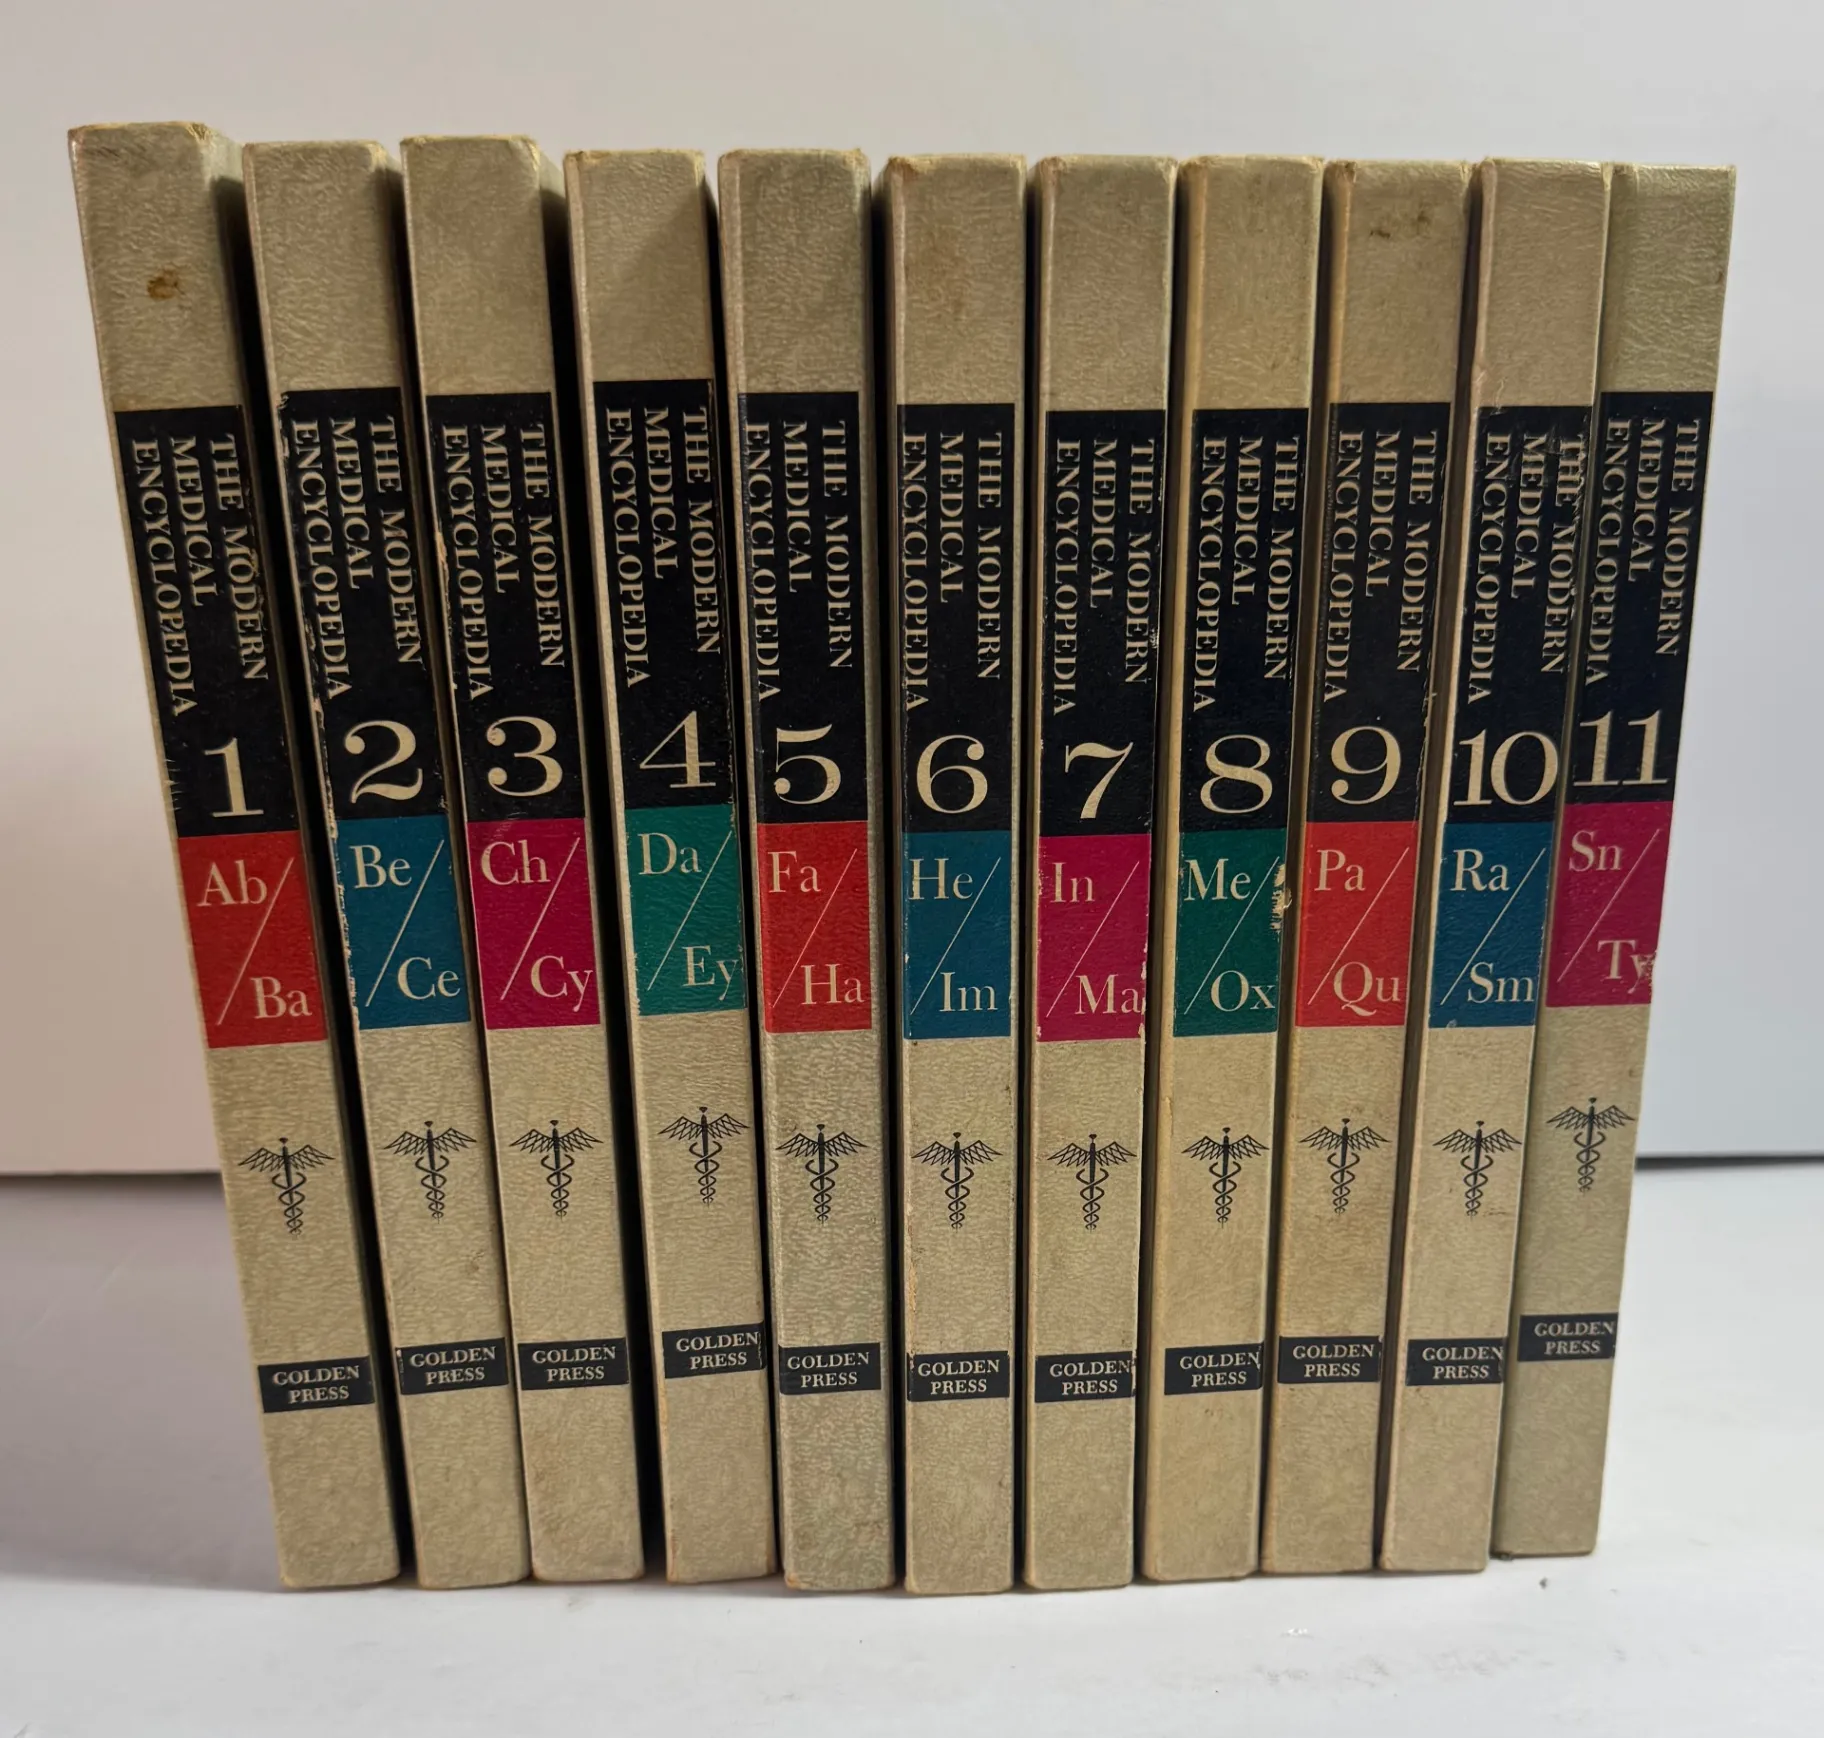 THE MODERN
MEDICAL
ENCYCLOPEDIA
1
Ab/
Ba
GOLDEN
PRESS
THE MODERN
MEDICAL
ENCYCLOPEDIA
2
Be/
Ce
GOLDEN
PRESS
THE MODERN
MEDICAL
ENCYCLOPEDIA
3
Ch/
Cy
GOLDEN
PRESS
THE MODERN
MEDICAL
ENCYCLOPEDIA
4
Da/
Ey
GOLDEN
PRESS
THE MODERN
MEDICAL
ENCYCLOPEDIA
5
Fa/
Ha
GOLDEN
PRESS
THE MODERN
MEDICAL
ENCYCLOPEDIA
6
He/
Im
GOLDEN
PRESS
THE MODERN
MEDICAL
ENCYCLOPEDIA
7
In/
Ma
GOLDEN
PRESS
THE MODERN
MEDICAL
ENCYCLOPEDIA
8
Me/
Ox
GOLDEN
PRESS
THE MODERN
MEDICAL
ENCYCLOPEDIA
9
Pa/
Qu
GOLDEN
PRESS
THE MODERN
MEDICAL
ENCYCLOPEDIA
10
Ra/
Sm
GOLDEN
PRESS
THE MODERN
MEDICAL
ENCYCLOPEDIA
11
Sn/
Ty
GOLDEN
PRESS